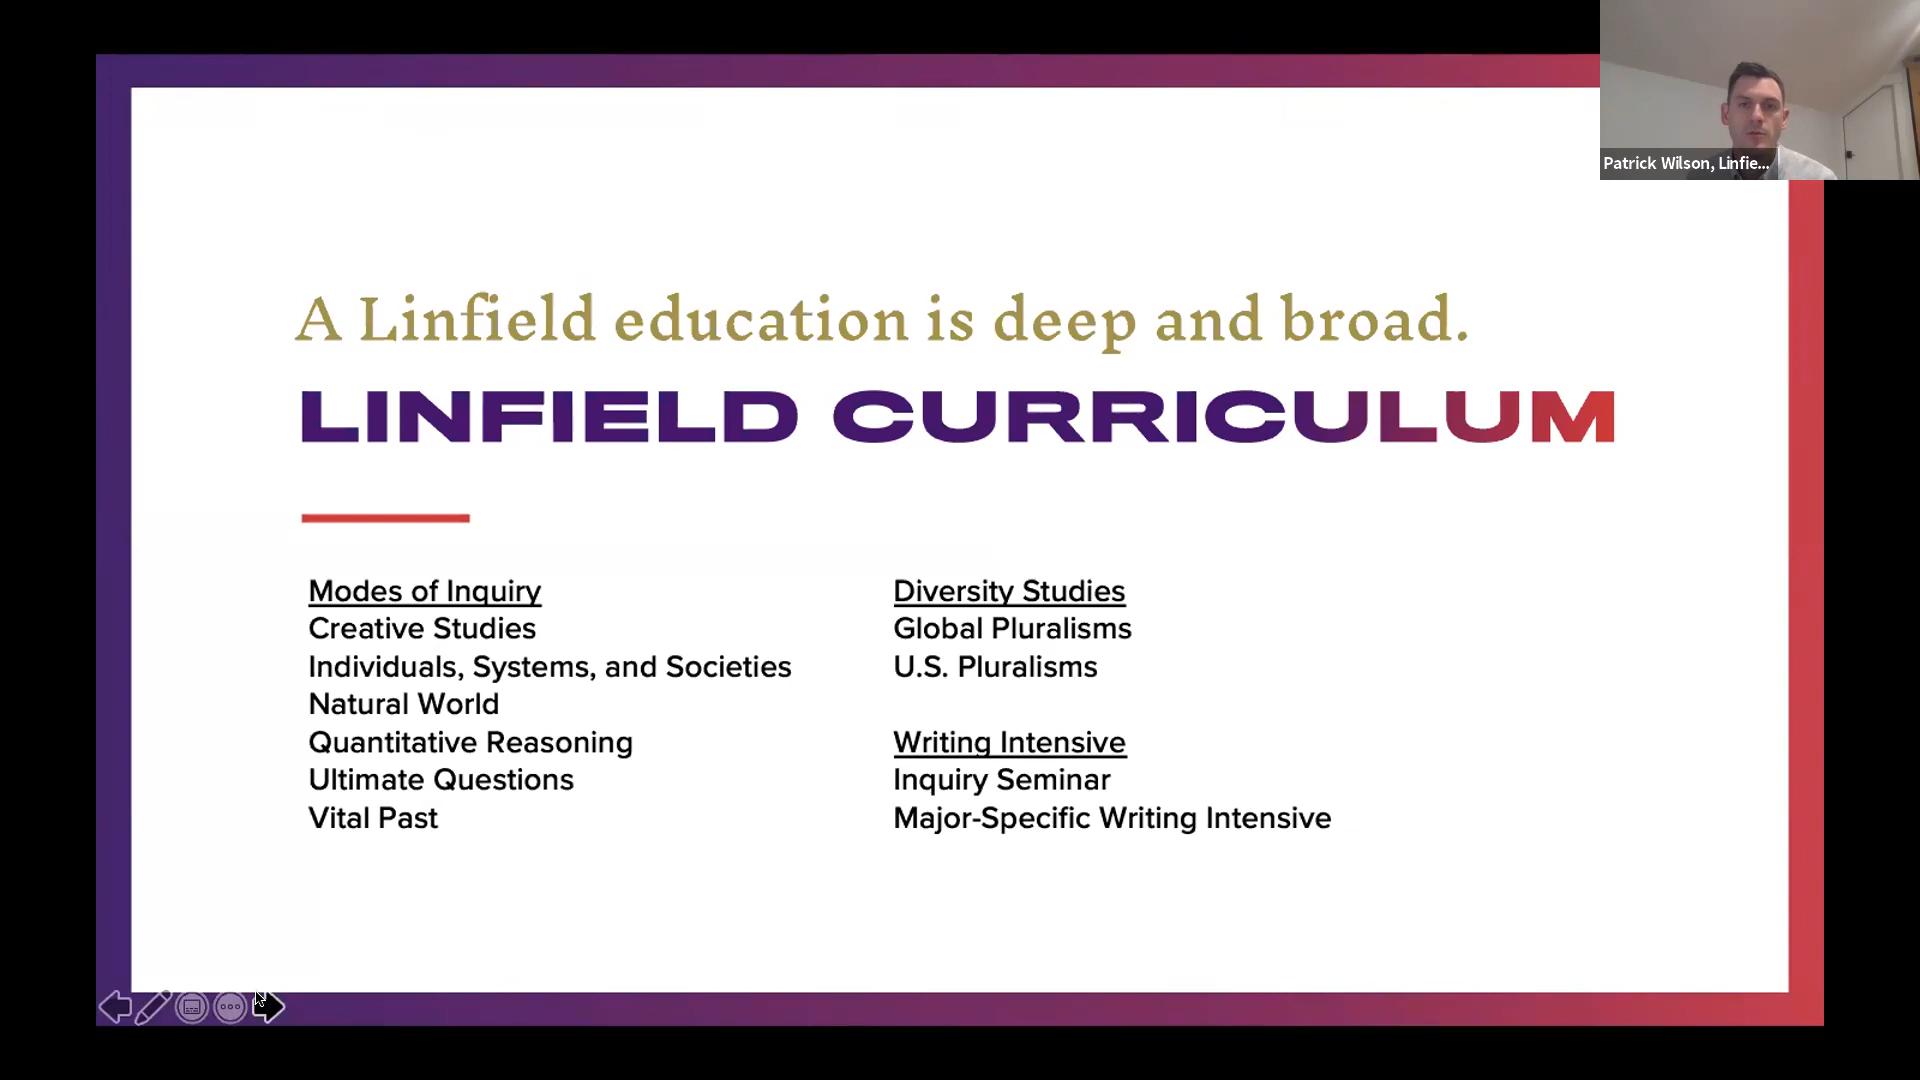 Patrick Wilson, Linfie...
A Linfield education is deep and broad.
LINFIELD CURRICULUM
Modes of Inquiry
Creative Studies
Individuals, Systems, and Societies
Natural World
Quantitative Reasoning
Ultimate Questions
Vital Past
Diversity Studies
Global Pluralisms
U.S. Pluralisms
Writing Intensive
Inquiry Seminar
Major-Specific Writing Intensive